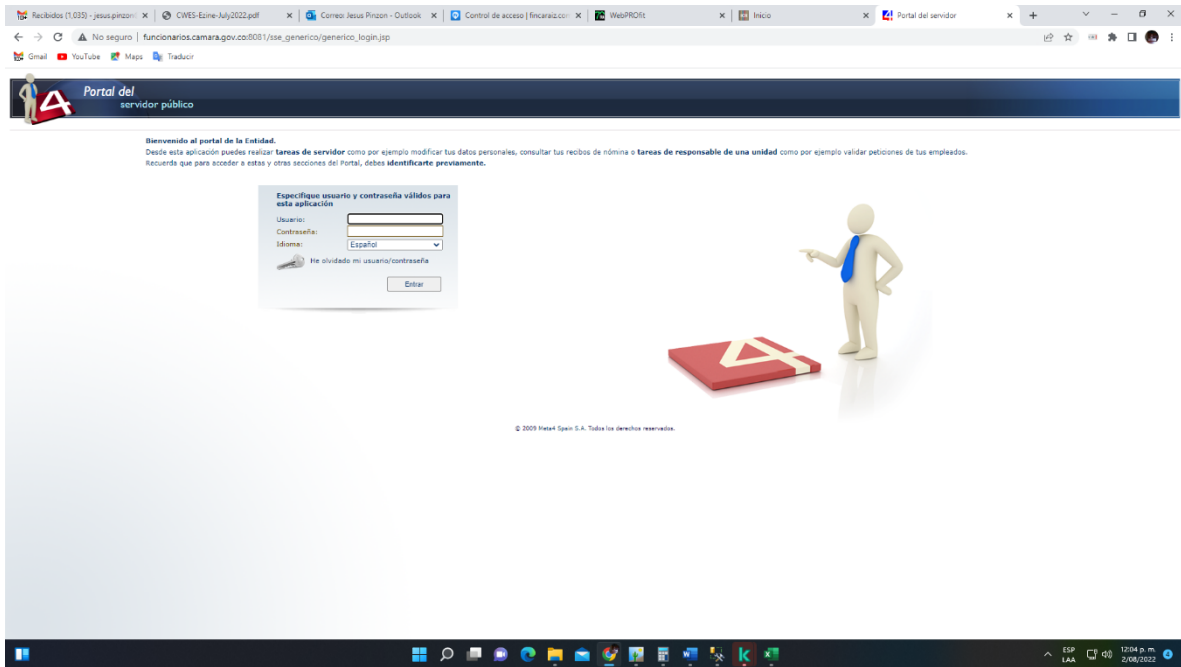 Recibidos (1,035) - jesus.pinzon
CWES-Ezine-July2022.pdf
Correo: Jesus Pinzon - Outlook
Control de acceso | fincaraiz.con
WebPROfit
Inicio
Portal del servidor
No seguro | funcionarios.camara.gov.co:8081/sse_generico/generico_login.jsp
Gmail YouTube Maps Traducir
Portal del
servidor público
Bienvenido al portal de la Entidad.
Desde esta aplicación puedes realizar tareas de servidor como por ejemplo modificar tus datos personales, consultar tus recibos de nómina o tareas de responsable de una unidad como por ejemplo validar peticiones de tus empleados.
Recuerda que para acceder a estas y otras secciones del Portal, debes identificarte previamente.
Especifique usuario y contraseña válidos para
esta aplicación
Usuario:
Contraseña:
Idioma: Español
He olvidado mi usuario/contraseña
Entrar
4
© 2009 Meta4 Spain S.A. Todos los derechos reservados.
ESP
LAA
12:04 p. m.
2/08/2022
4